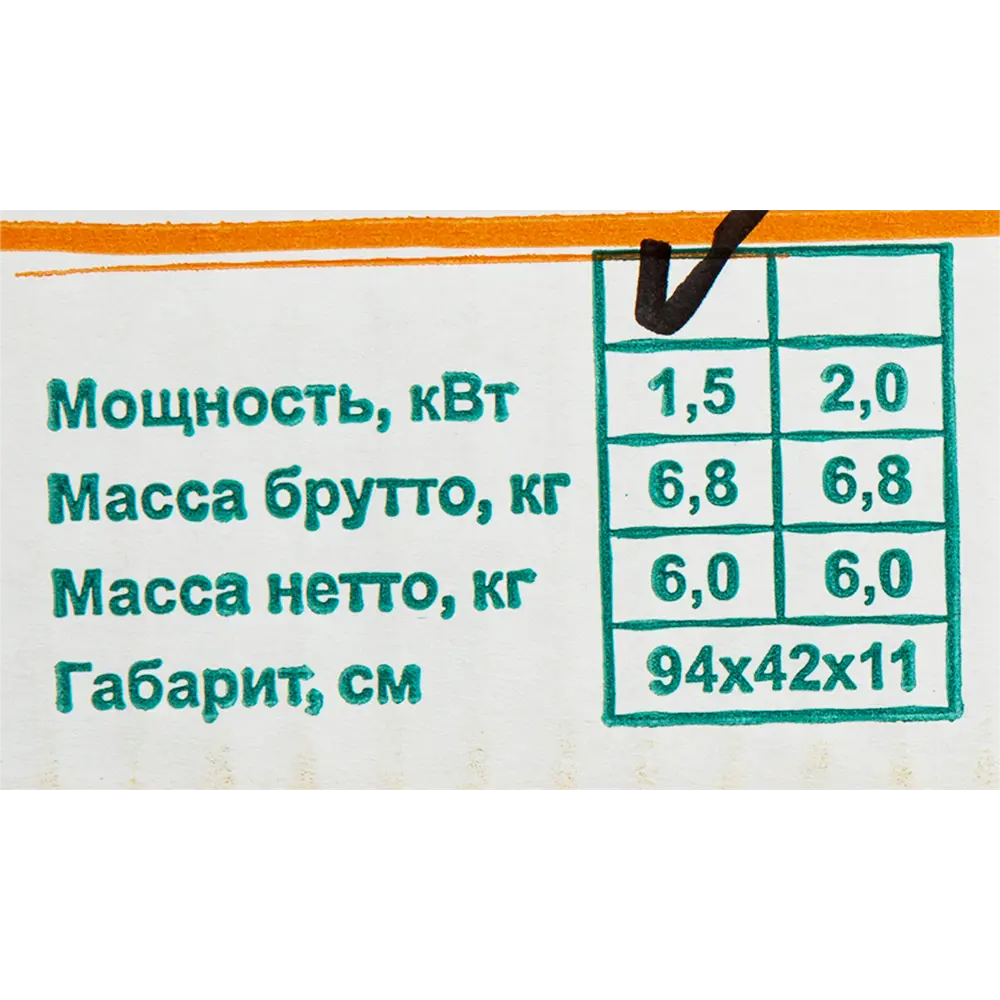 Мощность, кВт 1,5 2,0
Масса брутто, кг 6,8 6,8
Масса нетто, кг 6,0 6,0
Габарит, см 94х42х11